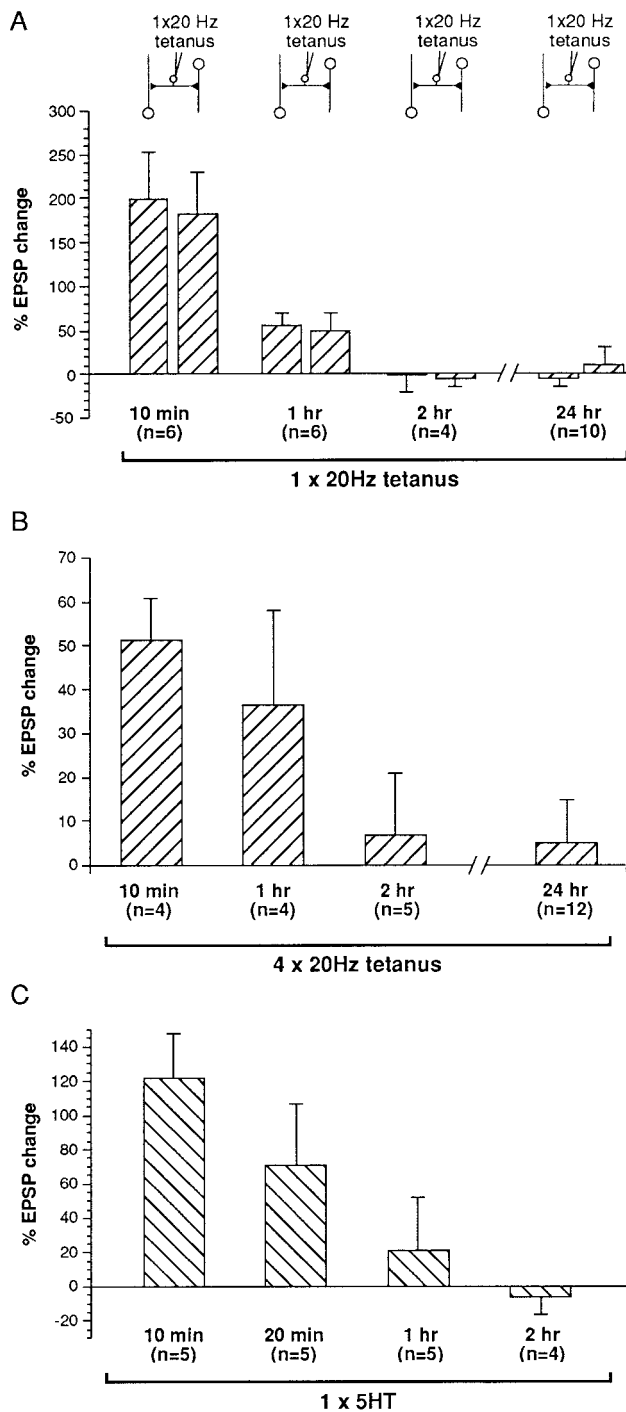 A
1x20 Hz tetanus
1x20 Hz tetanus
1x20 Hz tetanus
1x20 Hz tetanus
% EPSP change
300
250
200
150
100
50
0
-50
10 min (n=6)
1 hr (n=6)
2 hr (n=4)
24 hr (n=10)
1 x 20Hz tetanus
B
% EPSP change
70
60
50
40
30
20
10
0
10 min (n=4)
1 hr (n=4)
2 hr (n=5)
24 hr (n=12)
4 x 20Hz tetanus
C
% EPSP change
140
120
100
80
60
40
20
0
-20
10 min (n=5)
20 min (n=5)
1 hr (n=5)
2 hr (n=4)
1 x 5HT